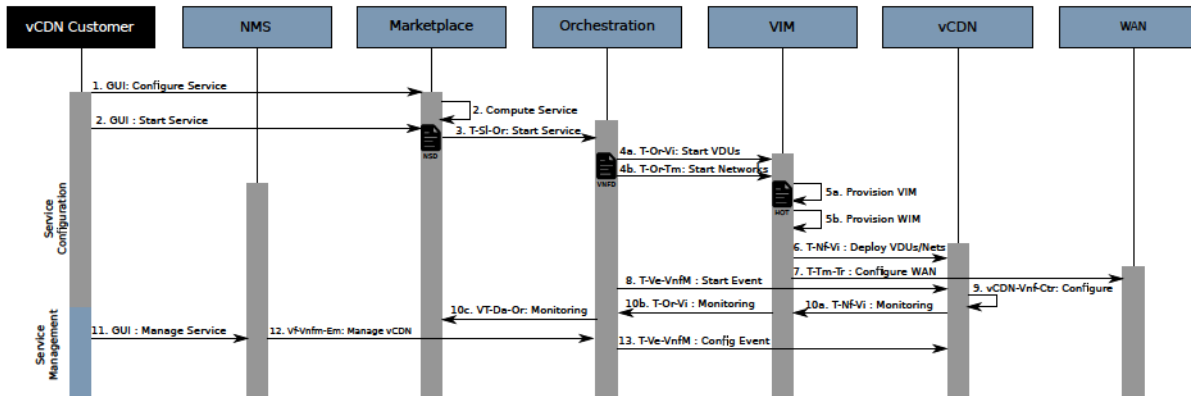 vCDN Customer
NMS
Marketplace
Orchestration
VIM
vCDN
WAN
1. GUI: Configure Service
2. Compute Service
2. GUI : Start Service
3. T-Sl-Or: Start Service
NSD
4a. T-Or-Vi: Start VDUs
4b. T-Or-Tm: Start Networks
VNFD
5a. Provision VIM
HOT
5b. Provision WIM
Service
Configuration
6. T-Nf-Vi : Deploy VDUs/Nets
7. T-Tm-Tr : Configure WAN
8. T-Ve-VnfM : Start Event
9. vCDN-Vnf-Ctr: Configure
10a. T-Nf-Vi : Monitoring
10b. T-Or-Vi : Monitoring
10c. VT-Da-Or: Monitoring
11. GUI : Manage Service
12. Vf-Vnfm-Em: Manage vCDN
13. T-Ve-VnfM : Config Event
Service
Management